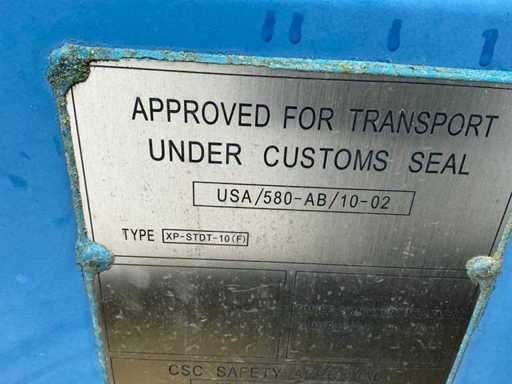 APPROVED FOR TRANSPORT
UNDER CUSTOMS SEAL
USA/580-AB/10-02
TYPE XP-STDT-10(F)
CSC SAFETY